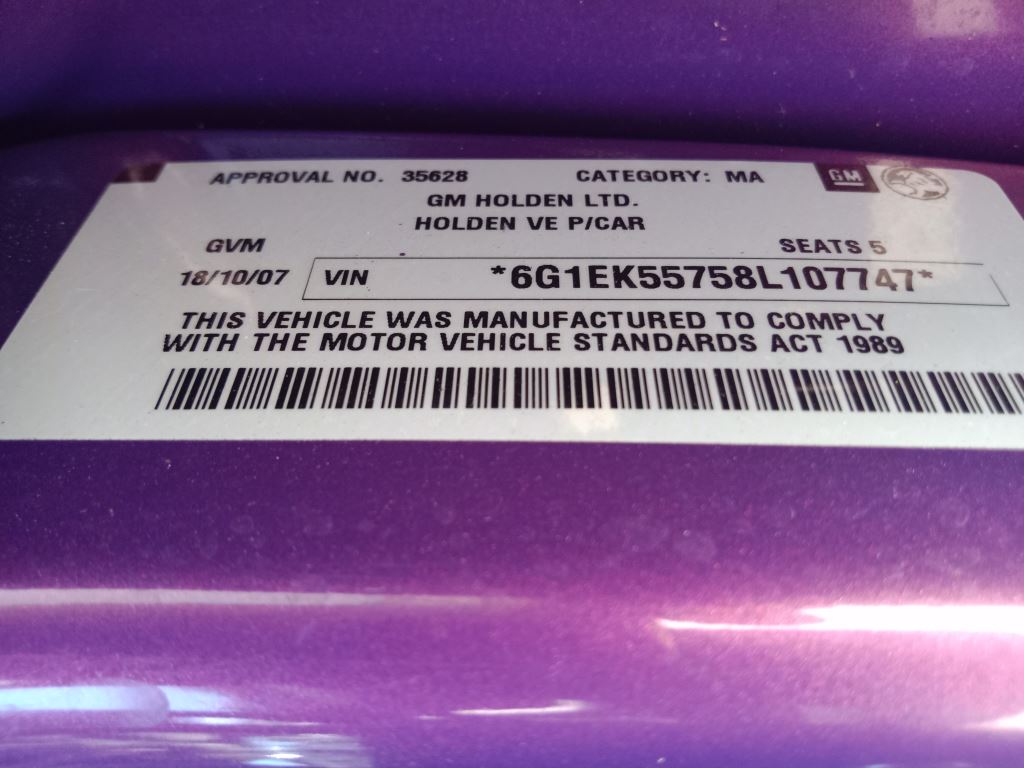 APPROVAL NO. 35628 CATEGORY: MA GM
GM HOLDEN LTD.
HOLDEN VE P/CAR
GVM SEATS 5
18/10/07 VIN *6G1EK55758L107747*
THIS VEHICLE WAS MANUFACTURED TO COMPLY
WITH THE MOTOR VEHICLE STANDARDS ACT 1989